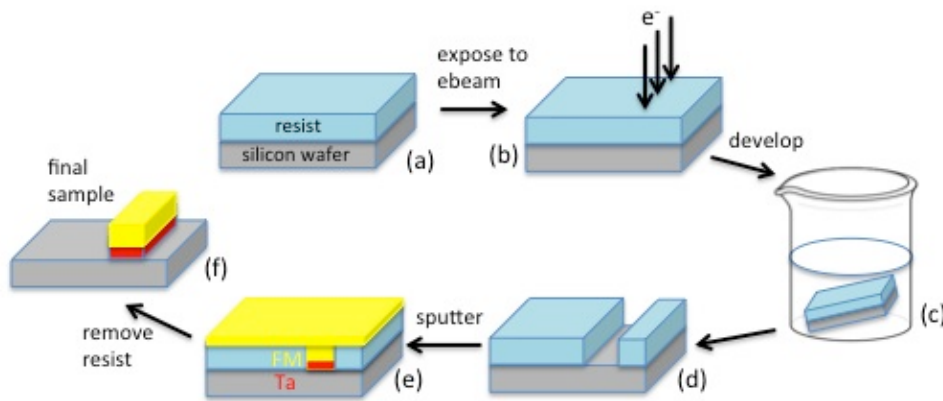 expose to
ebeam
e-
resist
silicon wafer
(a)
(b)
develop
(c)
(d)
sputter
FM
Ta
(e)
remove
resist
final
sample
(f)